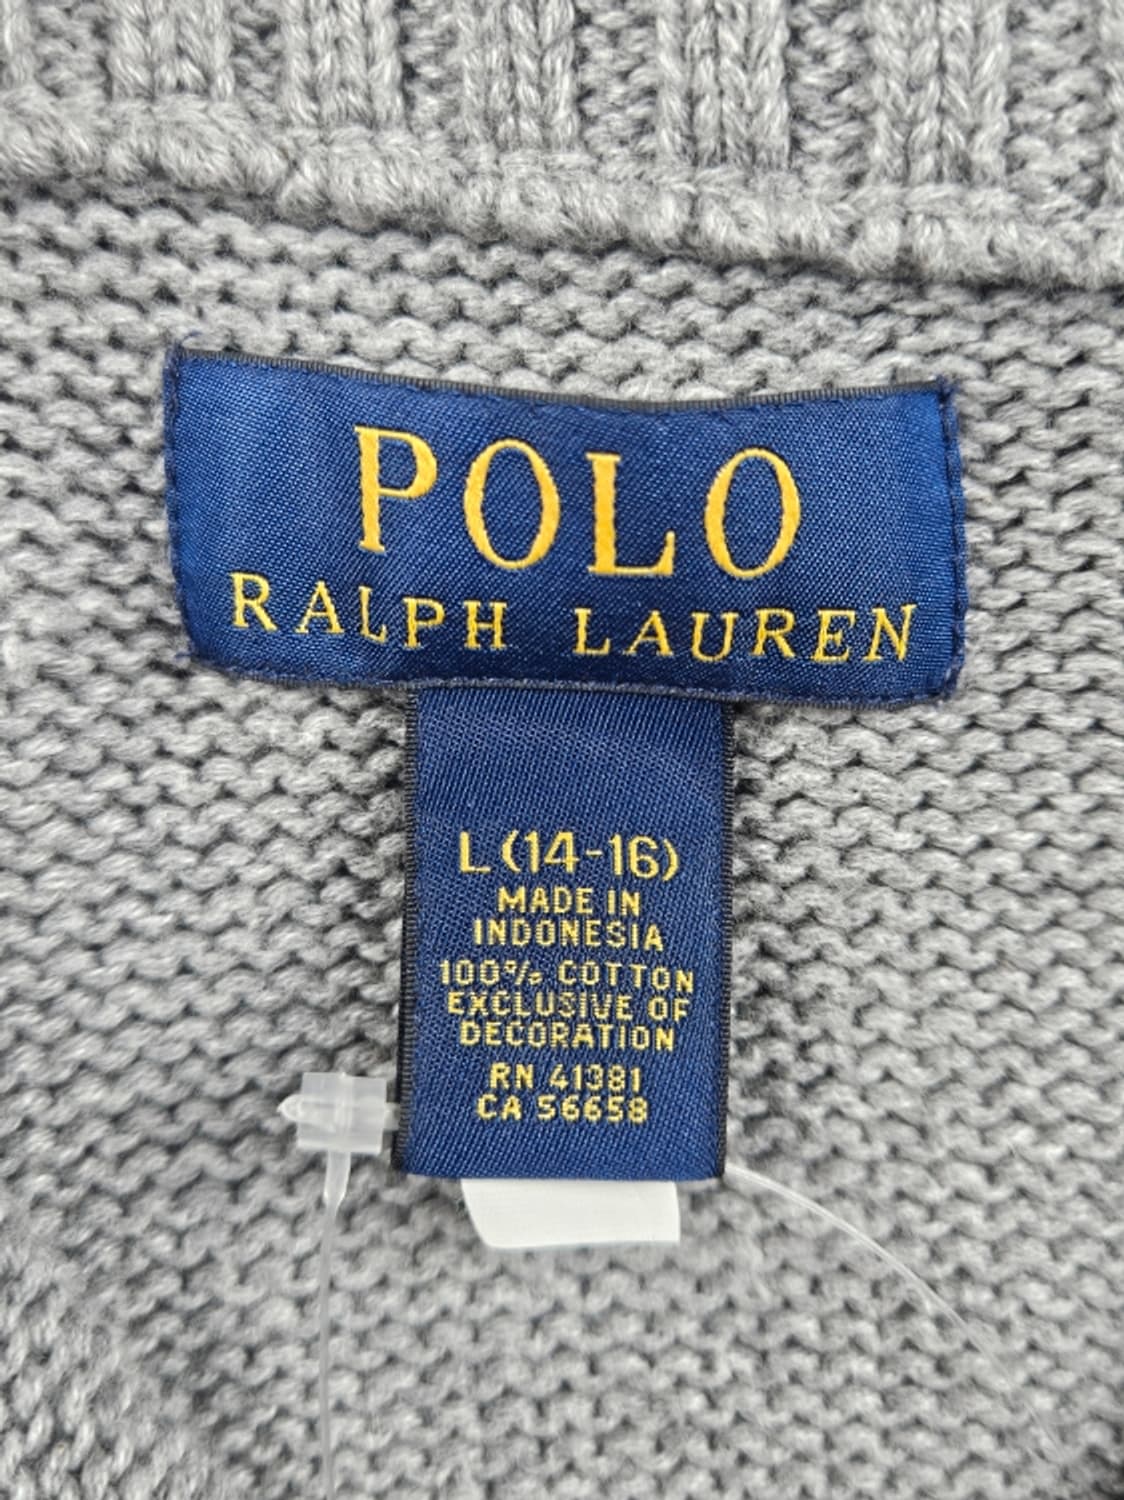 POLO
RALPH LAUREN
L (14-16)
MADE IN
INDONESIA
100% COTTON
EXCLUSIVE OF
DECORATION
RN 41381
CA 56658